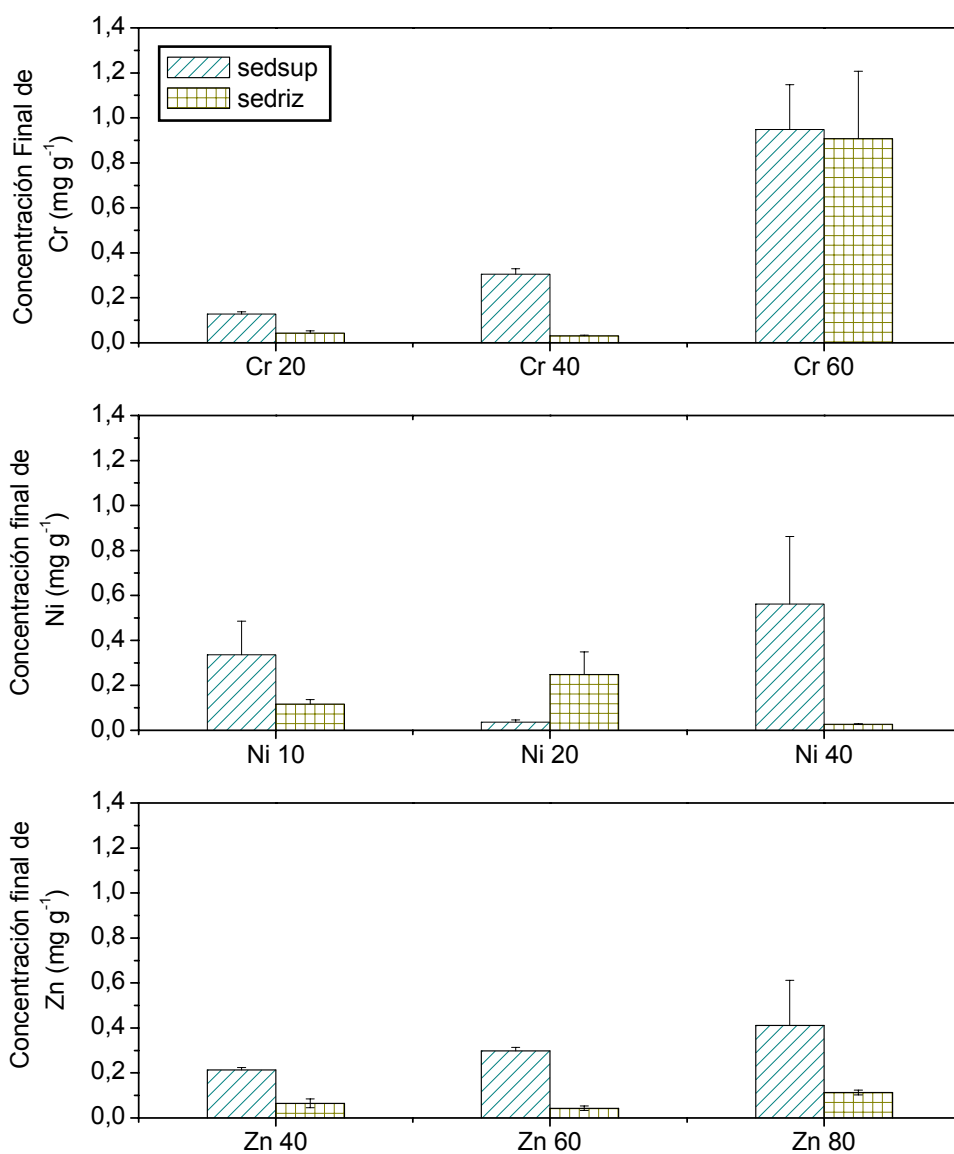 Concentración Final de
Cr (mg g⁻¹)
1,4
1,2
1,0
0,8
0,6
0,4
0,2
0,0
sedsup
sedriz
Cr 20 Cr 40 Cr 60
Concentración final de
Ni (mg g⁻¹)
1,4
1,2
1,0
0,8
0,6
0,4
0,2
0,0
Ni 10 Ni 20 Ni 40
Concentración final de
Zn (mg g⁻¹)
1,4
1,2
1,0
0,8
0,6
0,4
0,2
0,0
Zn 40 Zn 60 Zn 80